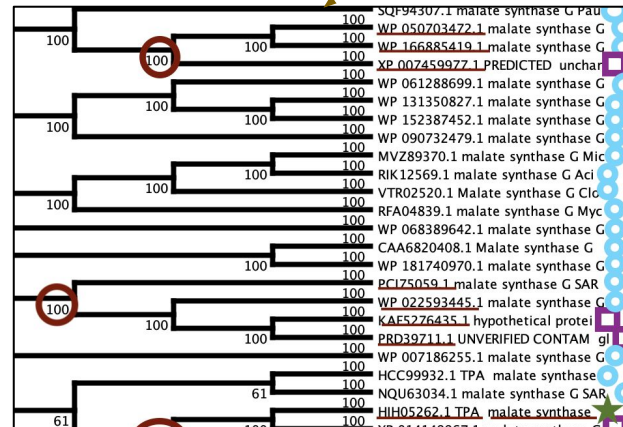 100 SQF94307.1 malate synthase G Pau
100 100 WP 050703472.1 malate synthase G
100 100 WP 166885419.1 malate synthase G
100 100 XP 007459977.1 PREDICTED unchar
100 WP 061288699.1 malate synthase G
100 100 WP 131350827.1 malate synthase G
100 100 WP 152387452.1 malate synthase G
100 100 WP 090732479.1 malate synthase G
100 MVZ89370.1 malate synthase G Mic
100 100 100 RIK12569.1 malate synthase G Aci
100 VTR02520.1 Malate synthase G Clo
100 100 RFA04839.1 malate synthase G Myc
100 WP 068389642.1 malate synthase G
100 CAA6820408.1 Malate synthase G
100 100 WP 181740970.1 malate synthase G
100 PCI75059.1 malate synthase G SAR
100 100 WP 022593445.1 malate synthase G
100 KAF5276435.1 hypothetical protei
100 100 100 PRD39711.1 UNVERIFIED CONTAM gl
100 WP 007186255.1 malate synthase G
100 HCC99932.1 TPA malate synthase
61 100 NQU63034.1 malate synthase G SAR
61 100 HIH05262.1 TPA malate synthase